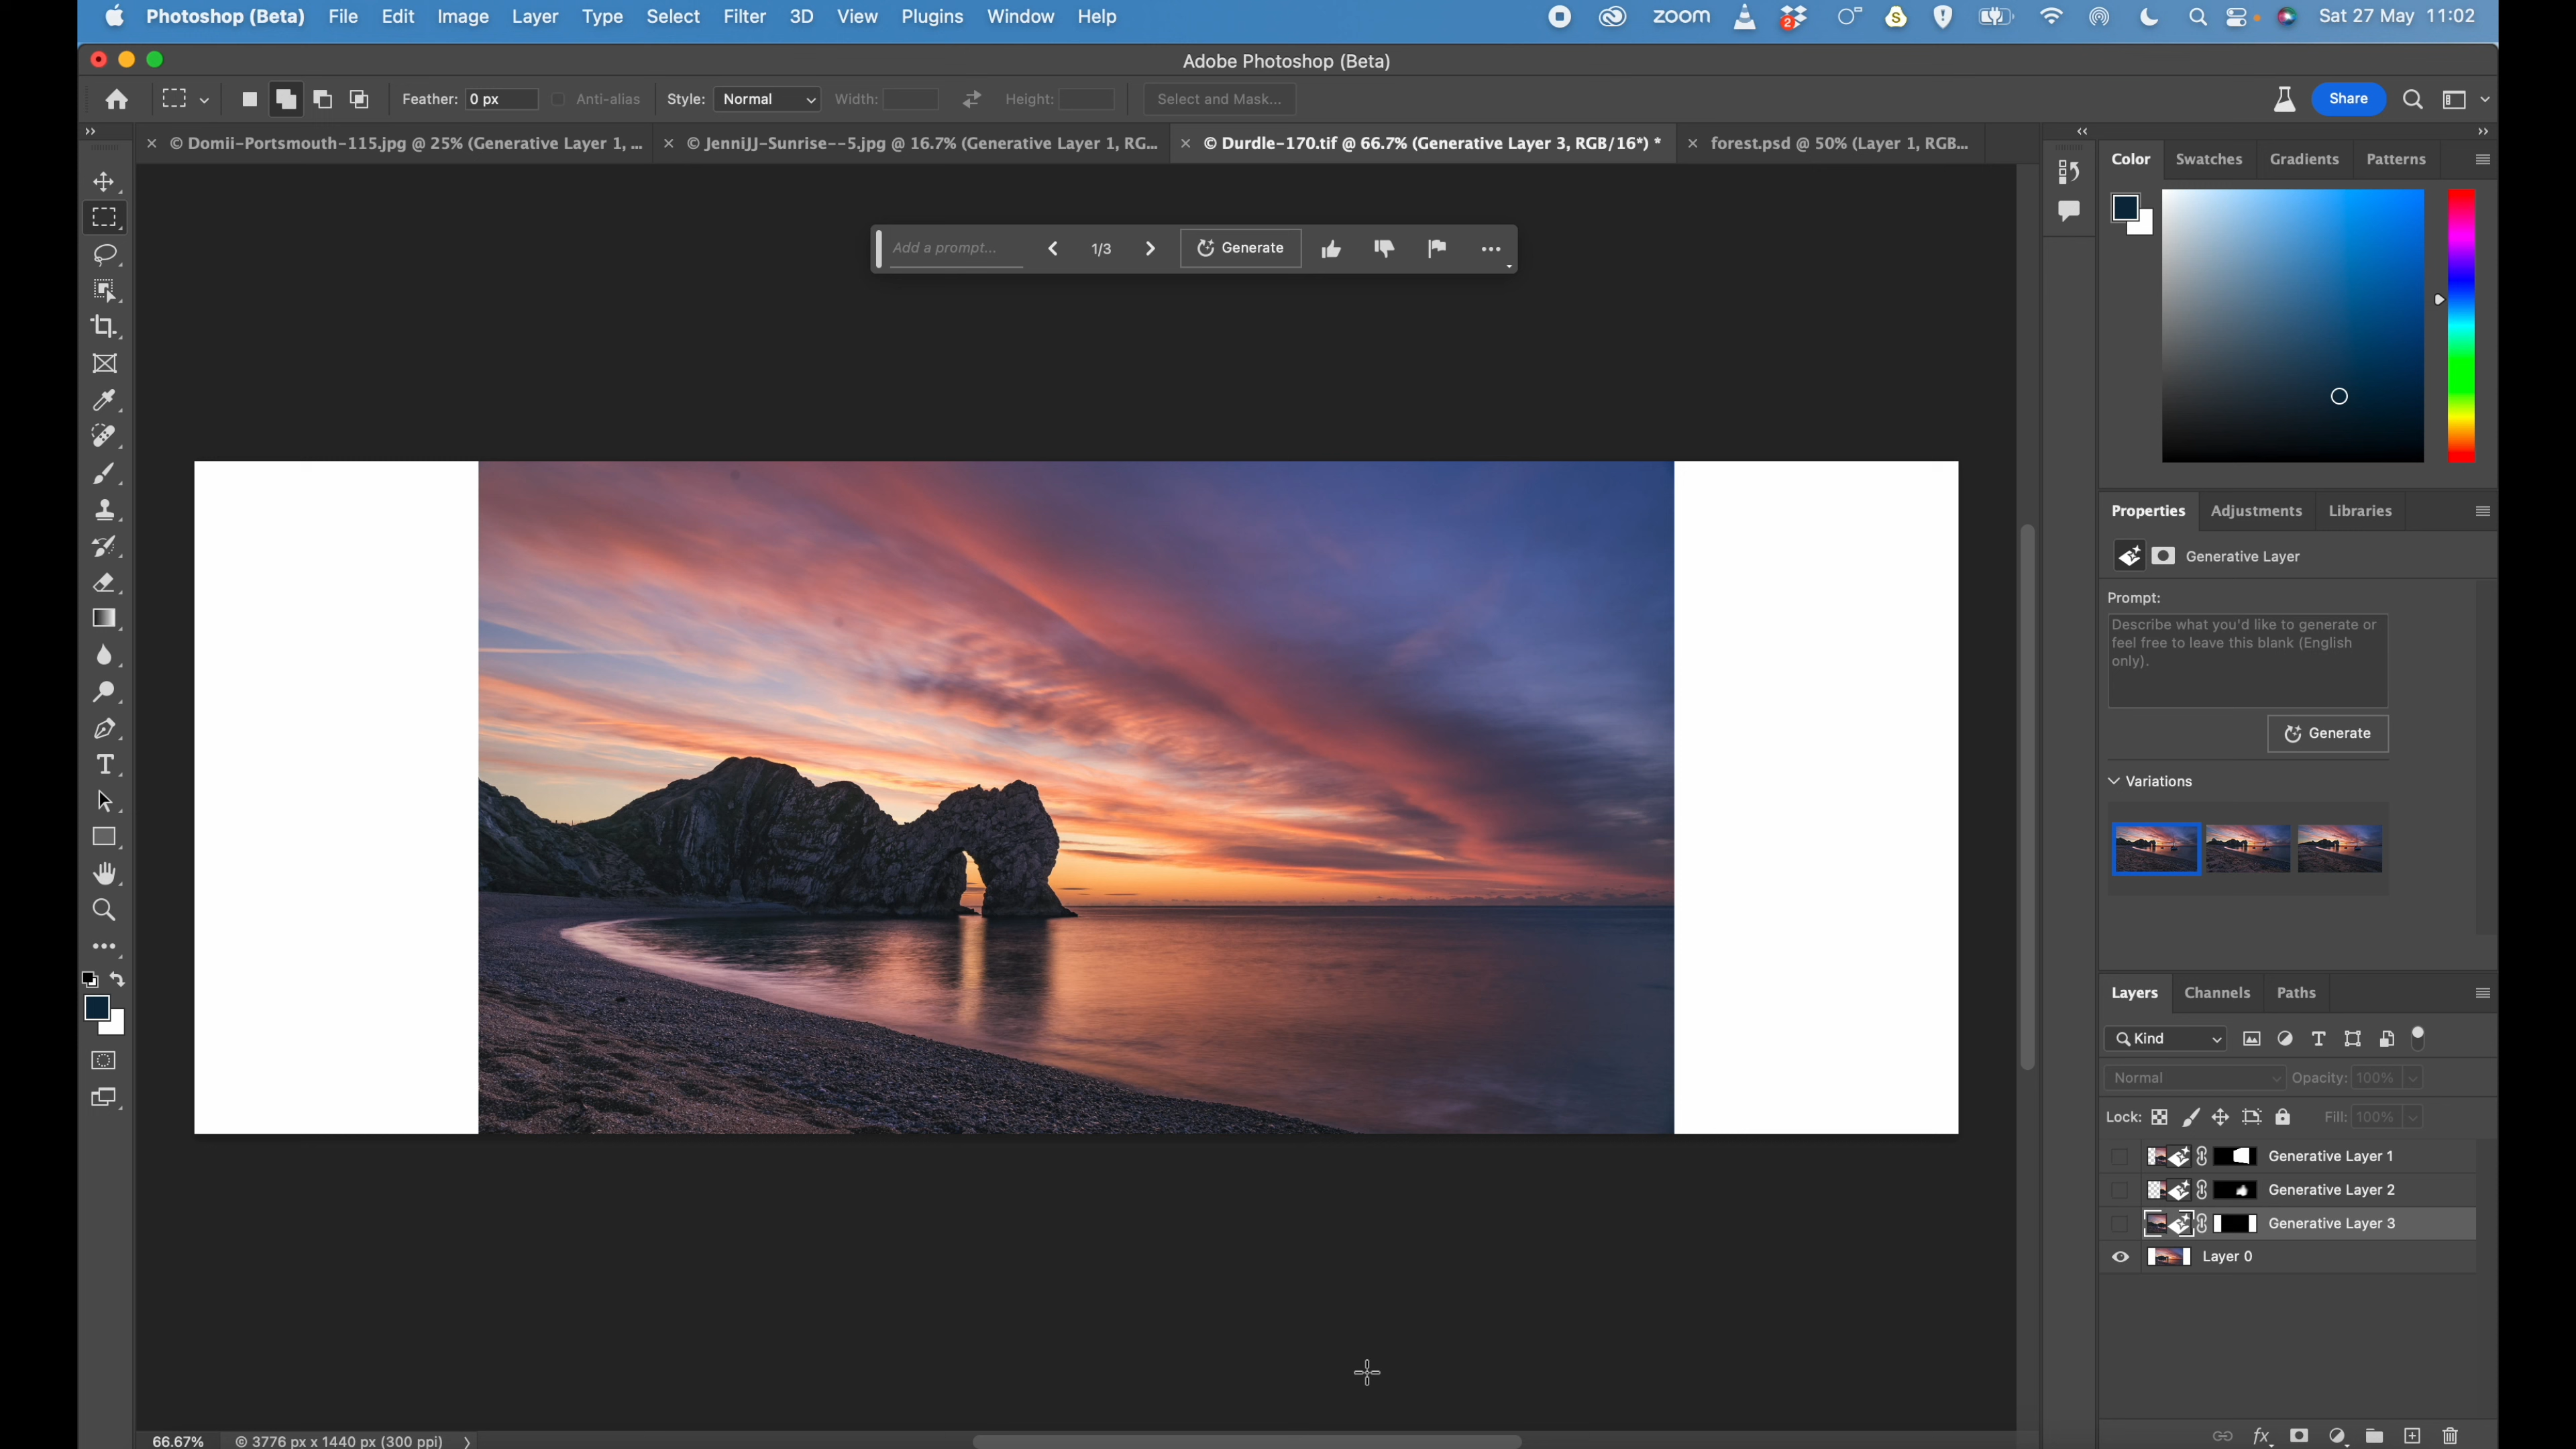 Photoshop (Beta) File Edit Image Layer Type Select Filter 3D View Plugins Window Help zoom 2 S Sat 27 May 11:02
Adobe Photoshop (Beta)
Feather: 0 px Anti-alias Style: Normal Width: Height: Select and Mask... Share
© Domii-Portsmouth-115.jpg @ 25% (Generative Layer 1, ... © JenniJJ-Sunrise--5.jpg @ 16.7% (Generative Layer 1, RG... © Durdle-170.tif @ 66.7% (Generative Layer 3, RGB/16*) * forest.psd @ 50% (Layer 1, RGB...
Color Swatches Gradients Patterns
Add a prompt... 1/3 Generate
Properties Adjustments Libraries
Generative Layer
Prompt:
Describe what you'd like to generate or
feel free to leave this blank (English
only).
Generate
Variations
Layers Channels Paths
Kind
Normal Opacity: 100%
Lock: Fill: 100%
Generative Layer 1
Generative Layer 2
Generative Layer 3
Layer 0
66.67% © 3776 px x 1440 px (300 ppi)
fx